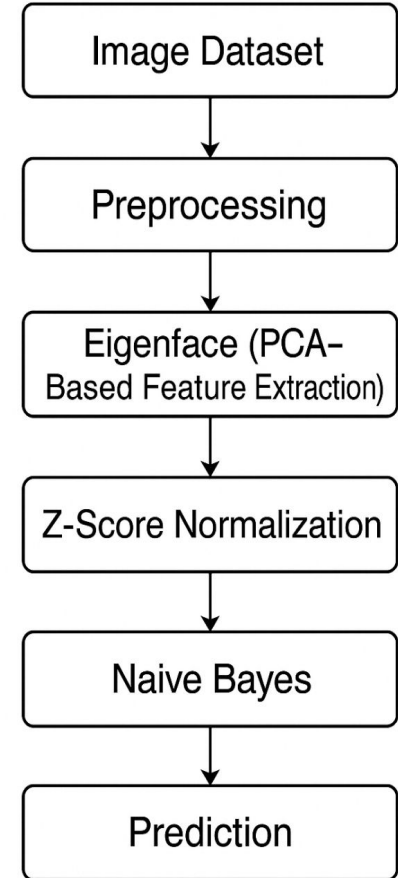 Image Dataset
Preprocessing
Eigenface (PCA–
Based Feature Extraction)
Z-Score Normalization
Naive Bayes
Prediction